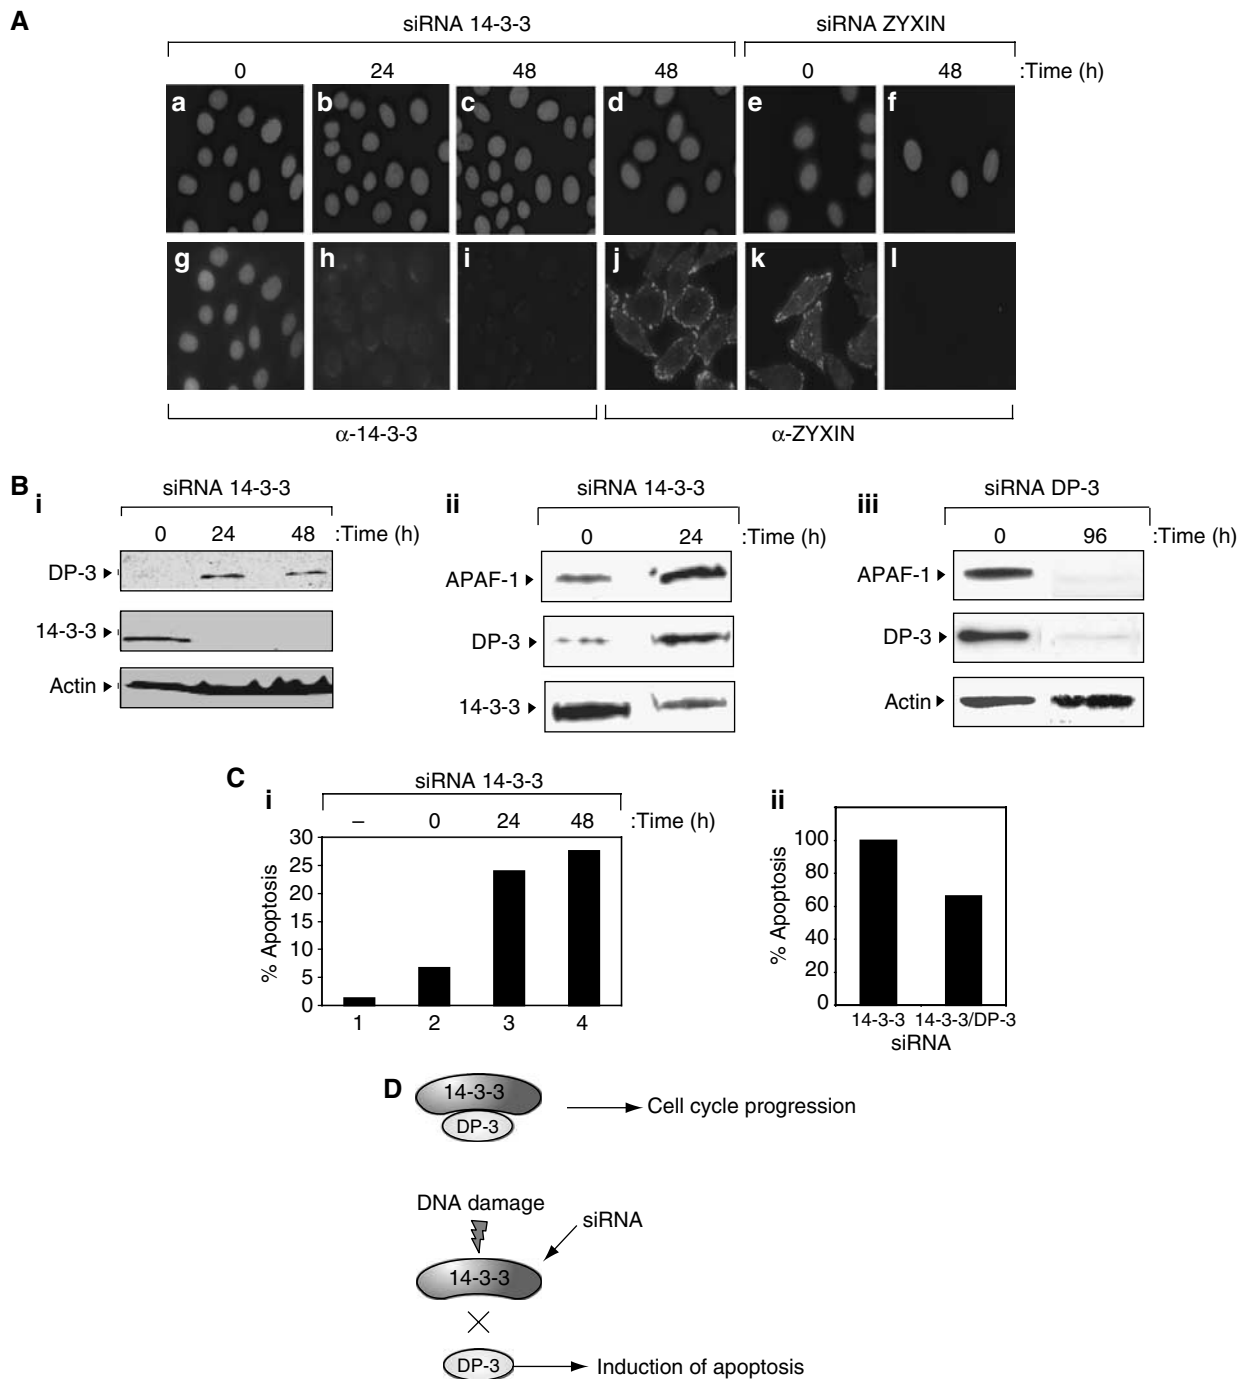 A
siRNA 14-3-3
siRNA ZYXIN
0 24 48 48 0 48 :Time (h)
a b c d e f
g h i j k l
α-14-3-3
α-ZYXIN
B
i
siRNA 14-3-3
0 24 48 :Time (h)
DP-3
14-3-3
Actin
ii
siRNA 14-3-3
0 24 :Time (h)
APAF-1
DP-3
14-3-3
iii
siRNA DP-3
0 96 :Time (h)
APAF-1
DP-3
Actin
C
i
siRNA 14-3-3
– 0 24 48 :Time (h)
% Apoptosis
30
25
20
15
10
5
0
1 2 3 4
ii
% Apoptosis
100
80
60
40
20
0
14-3-3 14-3-3/DP-3
siRNA
D
14-3-3
DP-3
Cell cycle progression
DNA damage
siRNA
14-3-3
DP-3
Induction of apoptosis